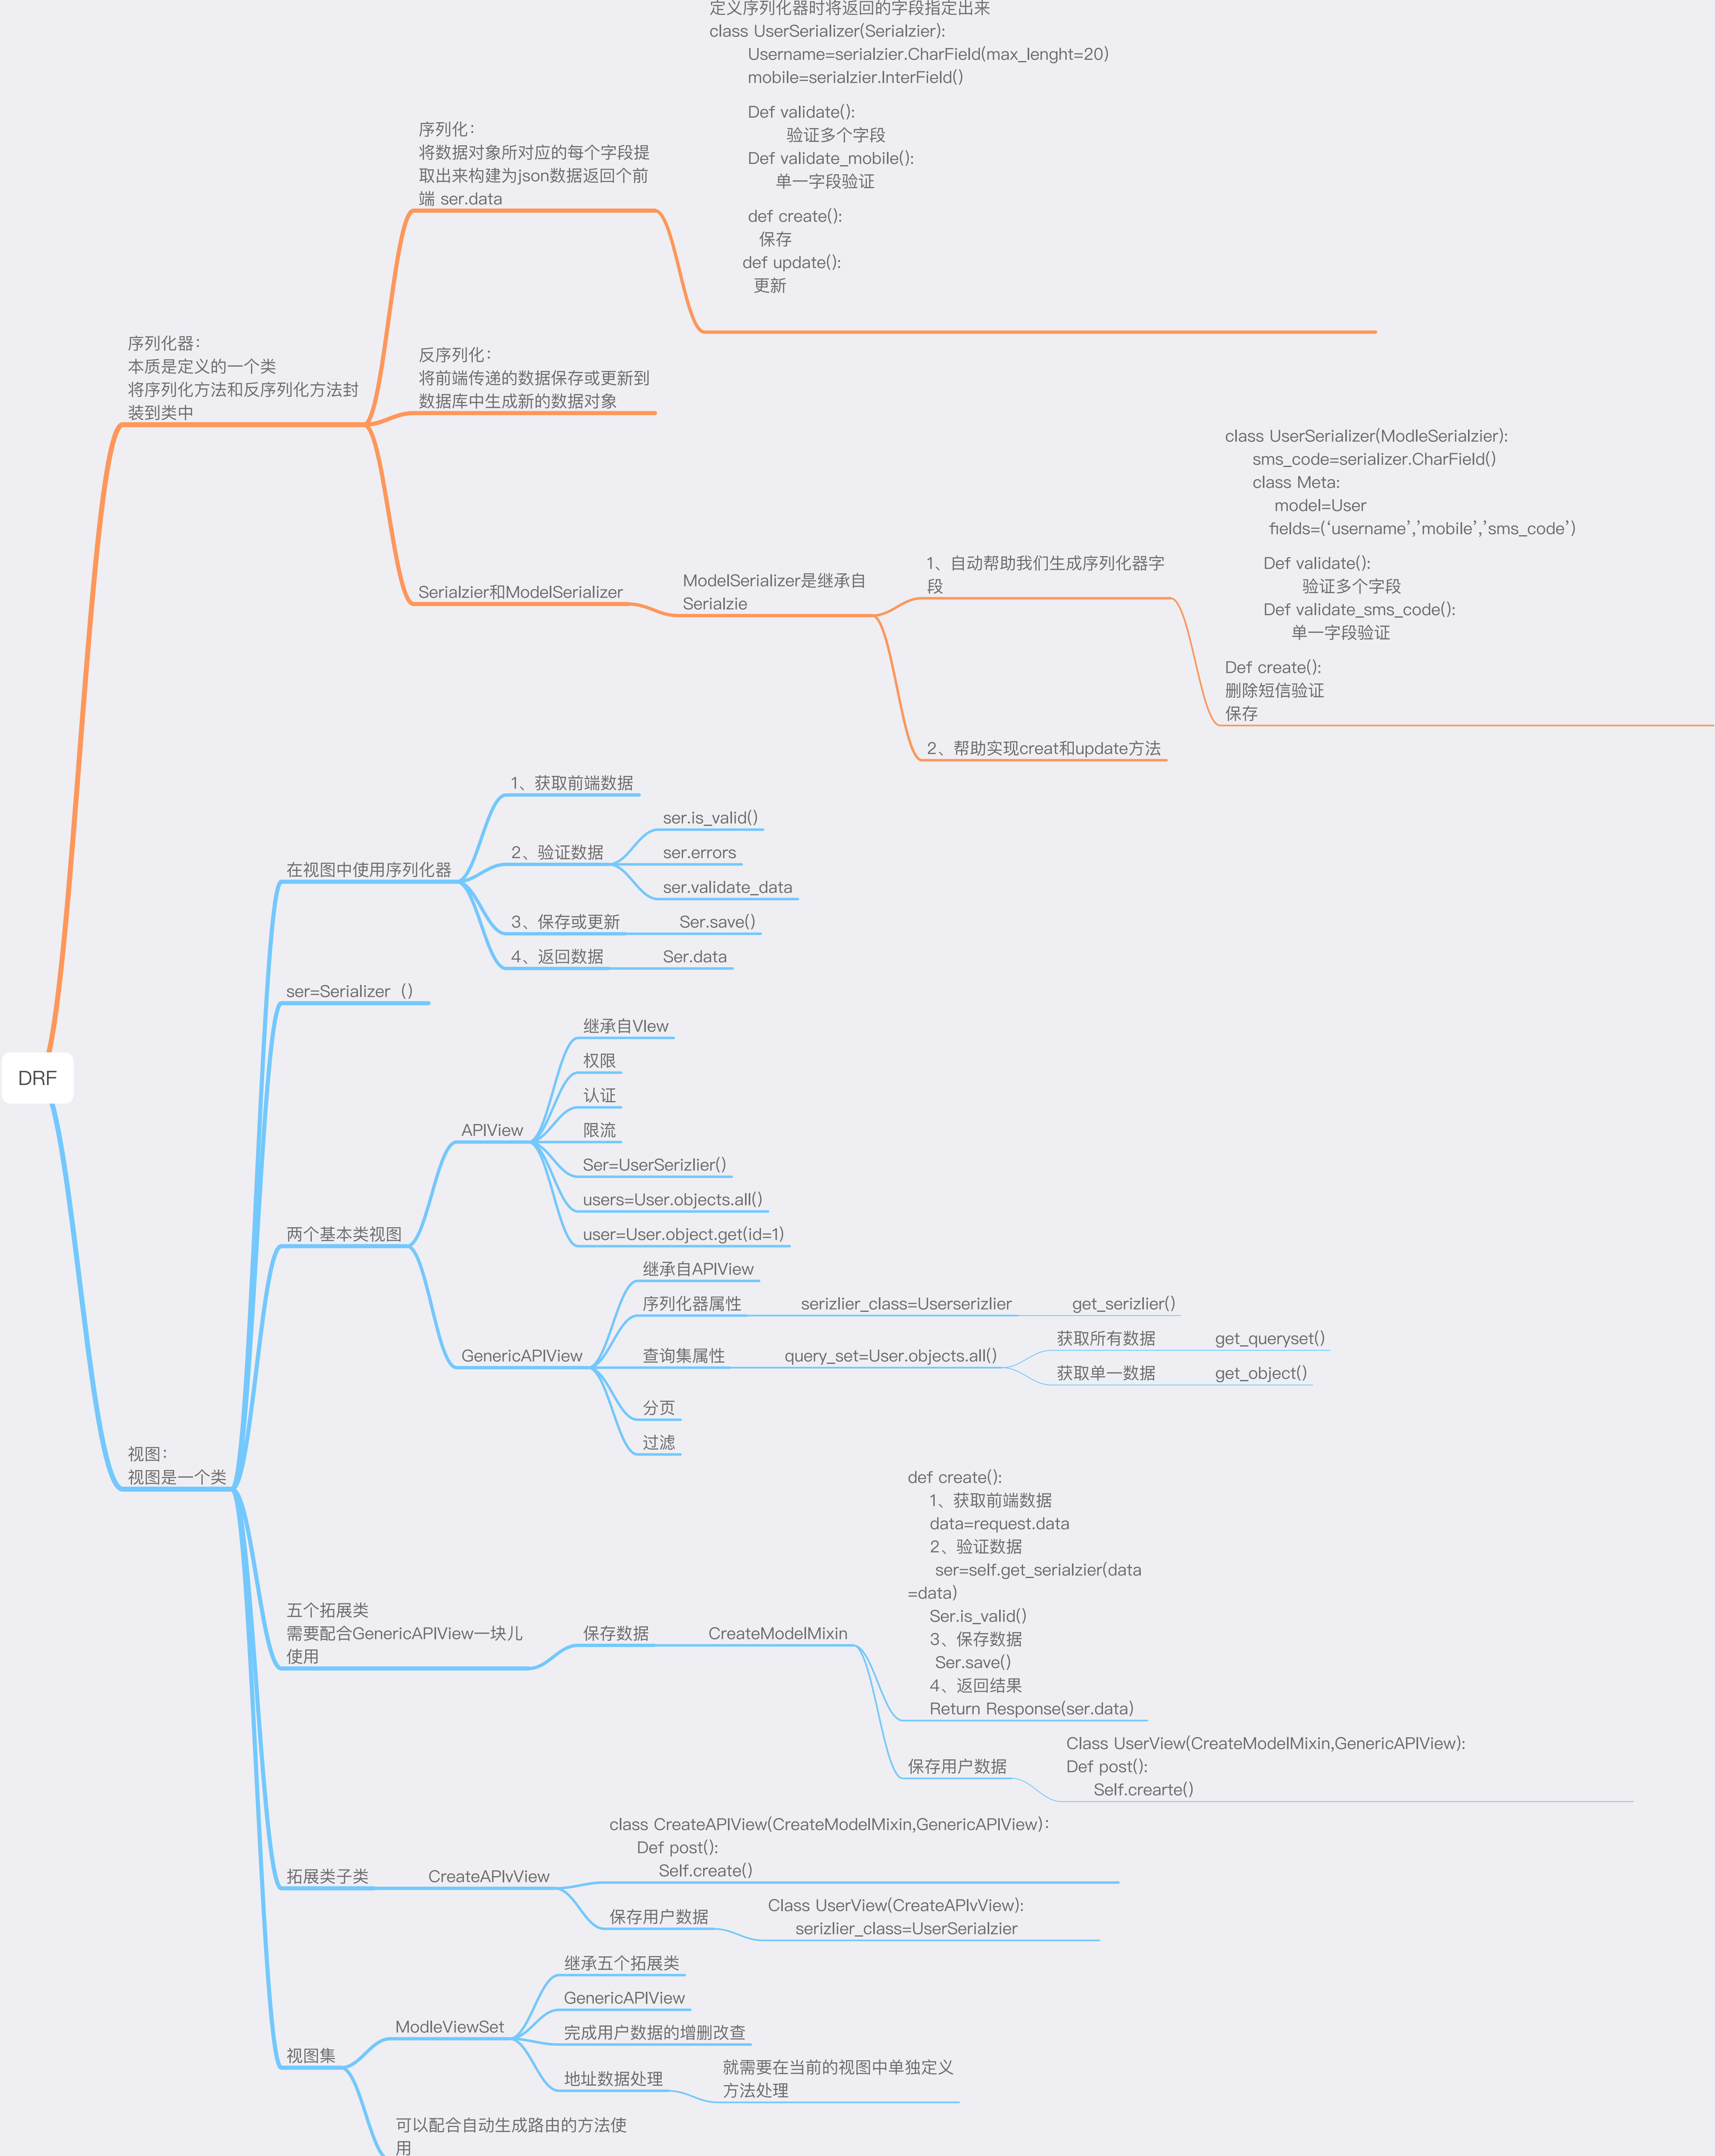 定义序列化器时将返回的字段指定出来
class UserSerializer(Serialzier):
Username=serialzier.CharField(max_lenght=20)
mobile=serialzier.InterField()
Def validate():
验证多个字段
Def validate_mobile():
单一字段验证
def create():
保存
def update():
更新
序列化：
将数据对象所对应的每个字段提
取出来构建为json数据返回个前
端 ser.data
序列化器：
本质是定义的一个类
将序列化方法和反序列化方法封
装到类中
反序列化：
将前端传递的数据保存或更新到
数据库中生成新的数据对象
Serialzier和ModelSerializer
ModelSerializer是继承自
Serialzie
1、自动帮助我们生成序列化器字
段
class UserSerializer(ModleSerialzier):
sms_code=serializer.CharField()
class Meta:
model=User
fields=(‘username’,’mobile’,’sms_code’)
Def validate():
验证多个字段
Def validate_sms_code():
单一字段验证
Def create():
删除短信验证
保存
2、帮助实现creat和update方法
DRF
视图：
视图是一个类
在视图中使用序列化器
1、获取前端数据
2、验证数据
ser.is_valid()
ser.errors
ser.validate_data
3、保存或更新
Ser.save()
4、返回数据
Ser.data
ser=Serializer（）
两个基本类视图
APIView
继承自VIew
权限
认证
限流
Ser=UserSerizlier()
users=User.objects.all()
user=User.object.get(id=1)
GenericAPIView
继承自APIView
序列化器属性
serizlier_class=Userserizlier
get_serizlier()
查询集属性
query_set=User.objects.all()
获取所有数据
get_queryset()
获取单一数据
get_object()
分页
过滤
五个拓展类
需要配合GenericAPIView一块儿
使用
保存数据
CreateModelMixin
def create():
1、获取前端数据
data=request.data
2、验证数据
ser=self.get_serialzier(data
=data)
Ser.is_valid()
3、保存数据
Ser.save()
4、返回结果
Return Response(ser.data)
保存用户数据
Class UserView(CreateModelMixin,GenericAPIView):
Def post():
Self.crearte()
拓展类子类
CreateAPIvView
class CreateAPIView(CreateModelMixin,GenericAPIView)：
Def post():
Self.create()
保存用户数据
Class UserView(CreateAPIvView):
serizlier_class=UserSerialzier
视图集
ModleViewSet
继承五个拓展类
GenericAPIView
完成用户数据的增删改查
地址数据处理
就需要在当前的视图中单独定义
方法处理
可以配合自动生成路由的方法使
用